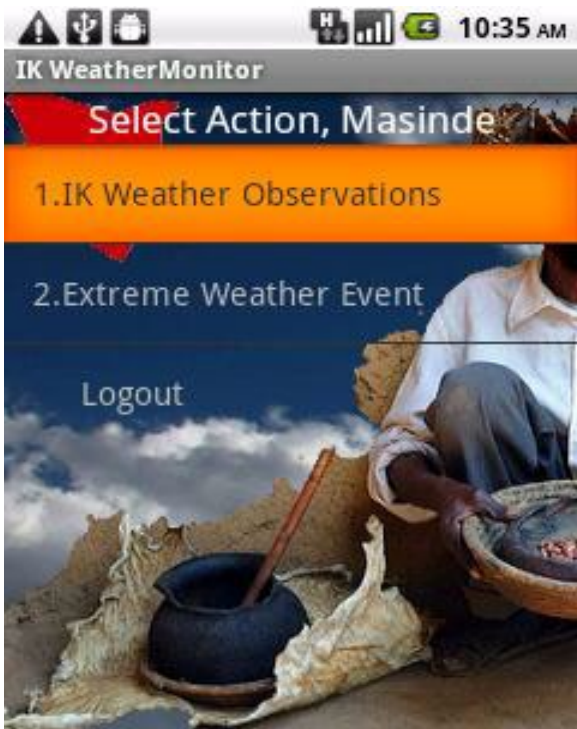 H
10:35 AM
IK WeatherMonitor
Select Action, Masinde
1.IK Weather Observations
2.Extreme Weather Event
Logout